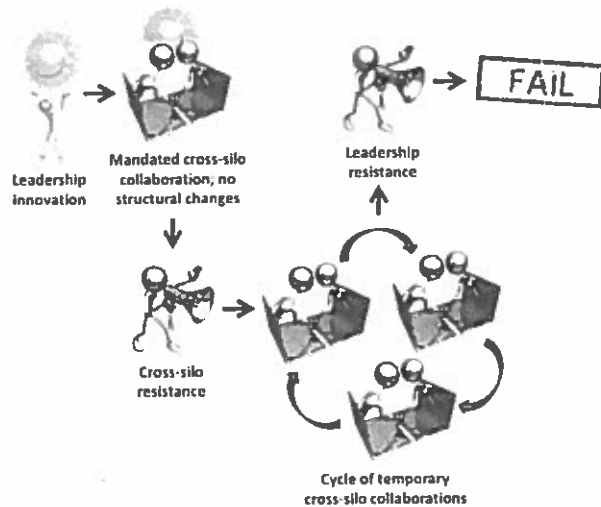 Leadership
innovation
Mandated cross-silo
collaboration, no
structural changes
Cross-silo
resistance
Cycle of temporary
cross-silo collaborations
Leadership
resistance
FAIL